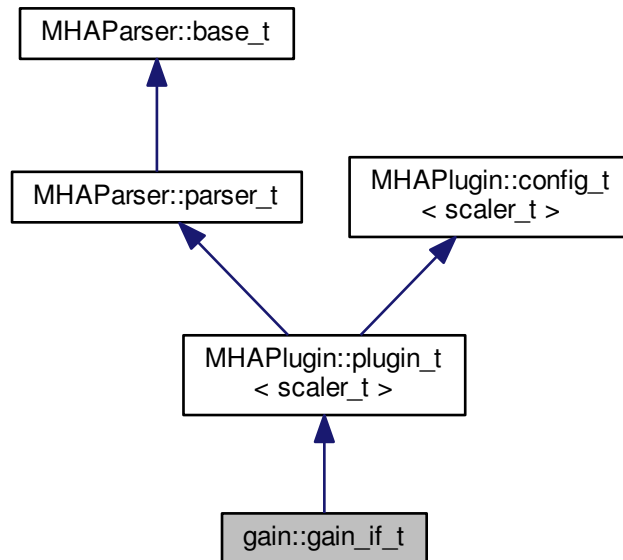 MHAParser::base_t
MHAParser::parser_t
MHAPlugin::config_t
< scaler_t >
MHAPlugin::plugin_t
< scaler_t >
gain::gain_if_t